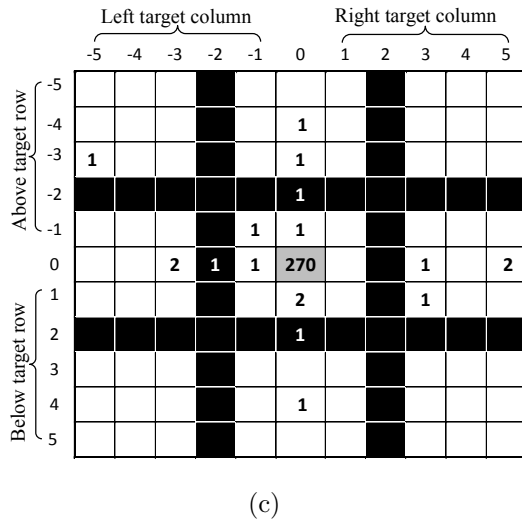 Left target column Right target column
-5 -4 -3 -2 -1 0 1 2 3 4 5
Above target row
-5
-4 1
-3 1 1
-2 1
-1 1 1
0 2 1 1 270 1 2
Below target row
1 2 1
2 1
3
4 1
5
(c)